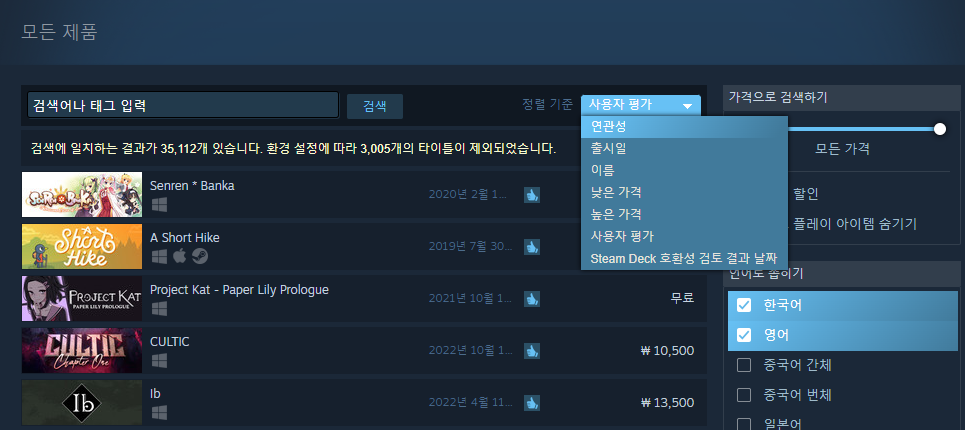 모든 제품
검색어나 태그 입력
검색
정렬 기준
사용자 평가
연관성
출시일
이름
낮은 가격
높은 가격
사용자 평가
Steam Deck 호환성 검토 결과 날짜
검색에 일치하는 결과가 35,112개 있습니다. 환경 설정에 따라 3,005개의 타이틀이 제외되었습니다.
Senren * Banka
2020년 2월 1...
A Short Hike
A Short Hike
2019년 7월 30...
PROJECT KAT
PAPER LILY PROLOGUE
Project Kat - Paper Lily Prologue
2021년 10월 1...
무료
CULTIC
Chapter One
CULTIC
2022년 10월 1...
₩ 10,500
Ib
Ib
2022년 4월 11...
₩ 13,500
가격으로 검색하기
모든 가격
할인
플레이 아이템 숨기기
언어로 좁히기
한국어
영어
중국어 간체
중국어 번체
일본어